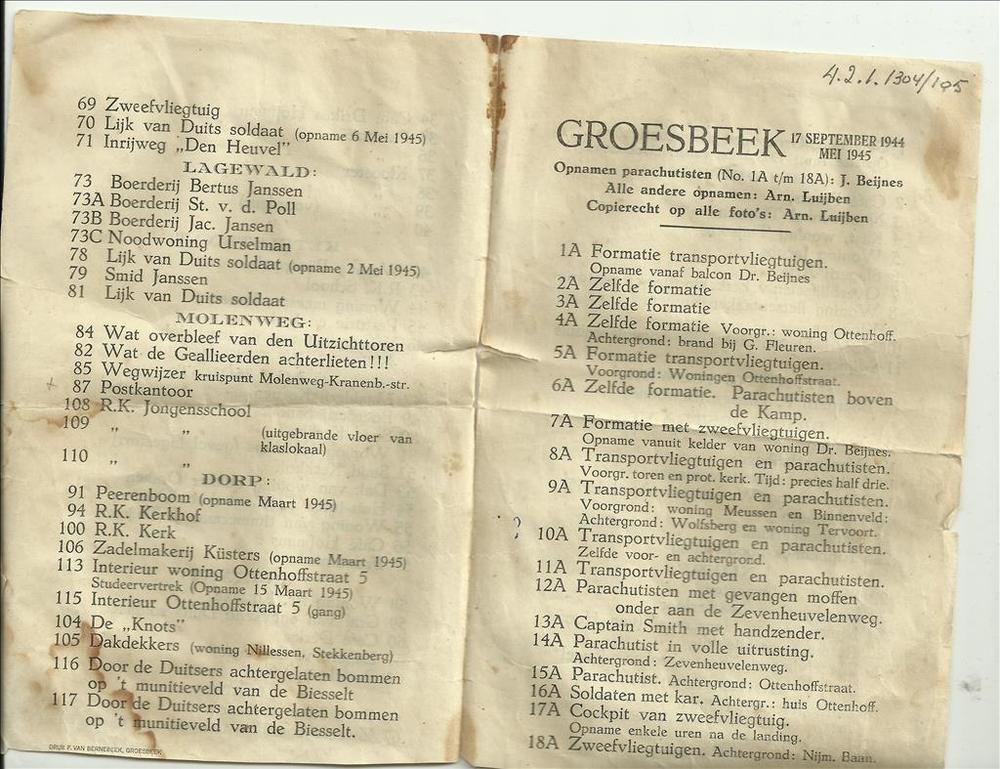 69 Zweefvliegtuig
70 Lijk van Duits soldaat (opname 6 Mei 1945)
71 Inrijweg „Den Heuvel”
LAGEWALD:
73 Boerderij Bertus Janssen
73A Boerderij St. v. d. Poll
73B Boerderij Jac. Jansen
73C Noodwoning Urselman
78 Lijk van Duits soldaat (opname 2 Mei 1945)
79 Smid Janssen
81 Lijk van Duits soldaat
MOLENWEG:
84 Wat overbleef van den Uitzichttoren
82 Wat de Geallieerden achterlieten!!!
85 Wegwijzer kruispunt Molenweg-Kranenb.-str.
+ 87 Postkantoor
108 R.K. Jongensschool
109 „ „ (uitgebrande vloer van
klaslokaal)
110 „ „
DORP:
91 Peerenboom (opname Maart 1945)
94 R.K. Kerkhof
100 R.K. Kerk
106 Zadelmakerij Küsters (opname Maart 1945)
113 Interieur woning Ottenhoffstraat 5
Studeervertrek (Opname 15 Maart 1945)
115 Interieur Ottenhoffstraat 5 (gang)
104 De „Knots”
105 Dakdekkers (woning Nillessen, Stekkenberg)
116 Door de Duitsers achtergelaten bommen
op 't munitieveld van de Biesselt
117 Door de Duitsers achtergelaten bommen
op 't munitieveld van de Biesselt.
DRUK F. VAN BERNEBEEK, GROESBEEK
4.2.1.1304/195
GROESBEEK 17 SEPTEMBER 1944
MEI 1945
Opnamen parachutisten (No. 1A t/m 18A): J. Beijnes
Alle andere opnamen: Arn. Luijben
Copierecht op alle foto's: Arn. Luijben
1A Formatie transportvliegtuigen.
Opname vanaf balcon Dr. Beijnes
2A Zelfde formatie
3A Zelfde formatie
4A Zelfde formatie Voorgr.: woning Ottenhoff.
Achtergrond: brand bij G. Fleuren.
5A Formatie transportvliegtuigen.
Voorgrond: Woningen Ottenhoffstraat.
6A Zelfde formatie. Parachutisten boven
de Kamp.
7A Formatie met zweefvliegtuigen.
Opname vanuit kelder van woning Dr. Beijnes.
8A Transportvliegtuigen en parachutisten.
Voorgr. toren en prot. kerk. Tijd: precies half drie.
9A Transportvliegtuigen en parachutisten.
Voorgrond: woning Meussen en Binnenveld:
Achtergrond: Wolfsberg en woning Tervoort.
10A Transportvliegtuigen en parachutisten.
Zelfde voor- en achtergrond.
11A Transportvliegtuigen en parachutisten.
12A Parachutisten met gevangen moffen
onder aan de Zevenheuvelenweg.
13A Captain Smith met handzender.
14A Parachutist in volle uitrusting.
Achtergrond: Zevenheuvelenweg.
15A Parachutist. Achtergrond: Ottenhoffstraat.
16A Soldaten met kar. Achtergr.: huis Ottenhoff.
17A Cockpit van zweefvliegtuig.
Opname enkele uren na de landing.
18A Zweefvliegtuigen. Achtergrond: Nijm. Baan.